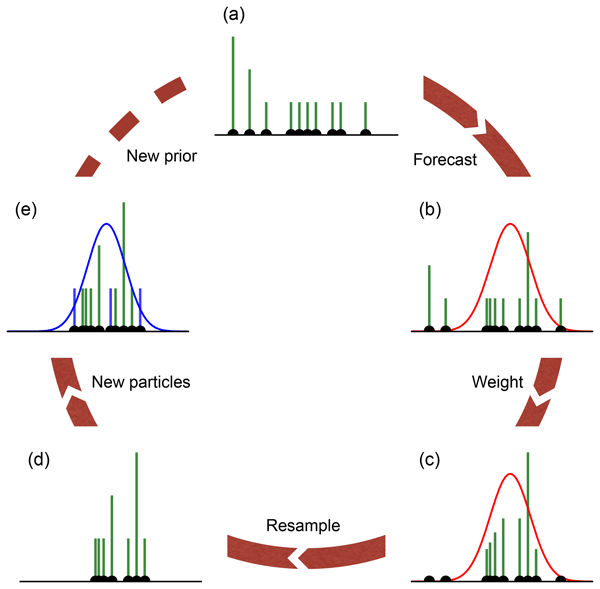 (a)
New prior
Forecast
(e)
(b)
New particles
Weight
(d)
(c)
Resample